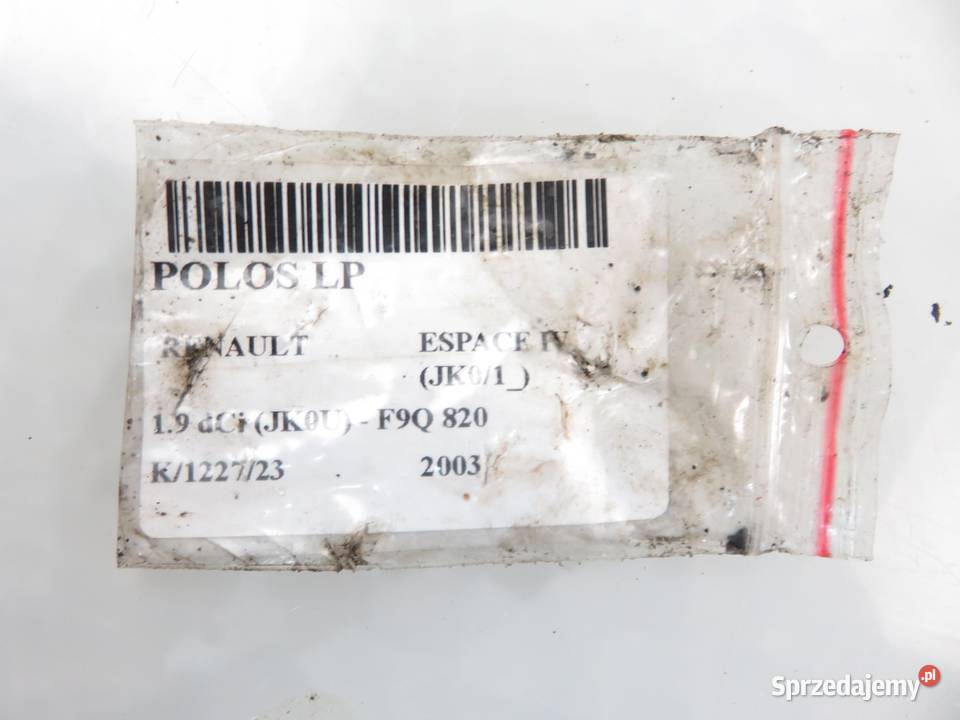 POLOS LP
RENAULT ESPACE IV
(JK0/1_)
1.9 dCi (JK0U) - F9Q 820
K/1227/23 2003
Sprzedajemy.pl